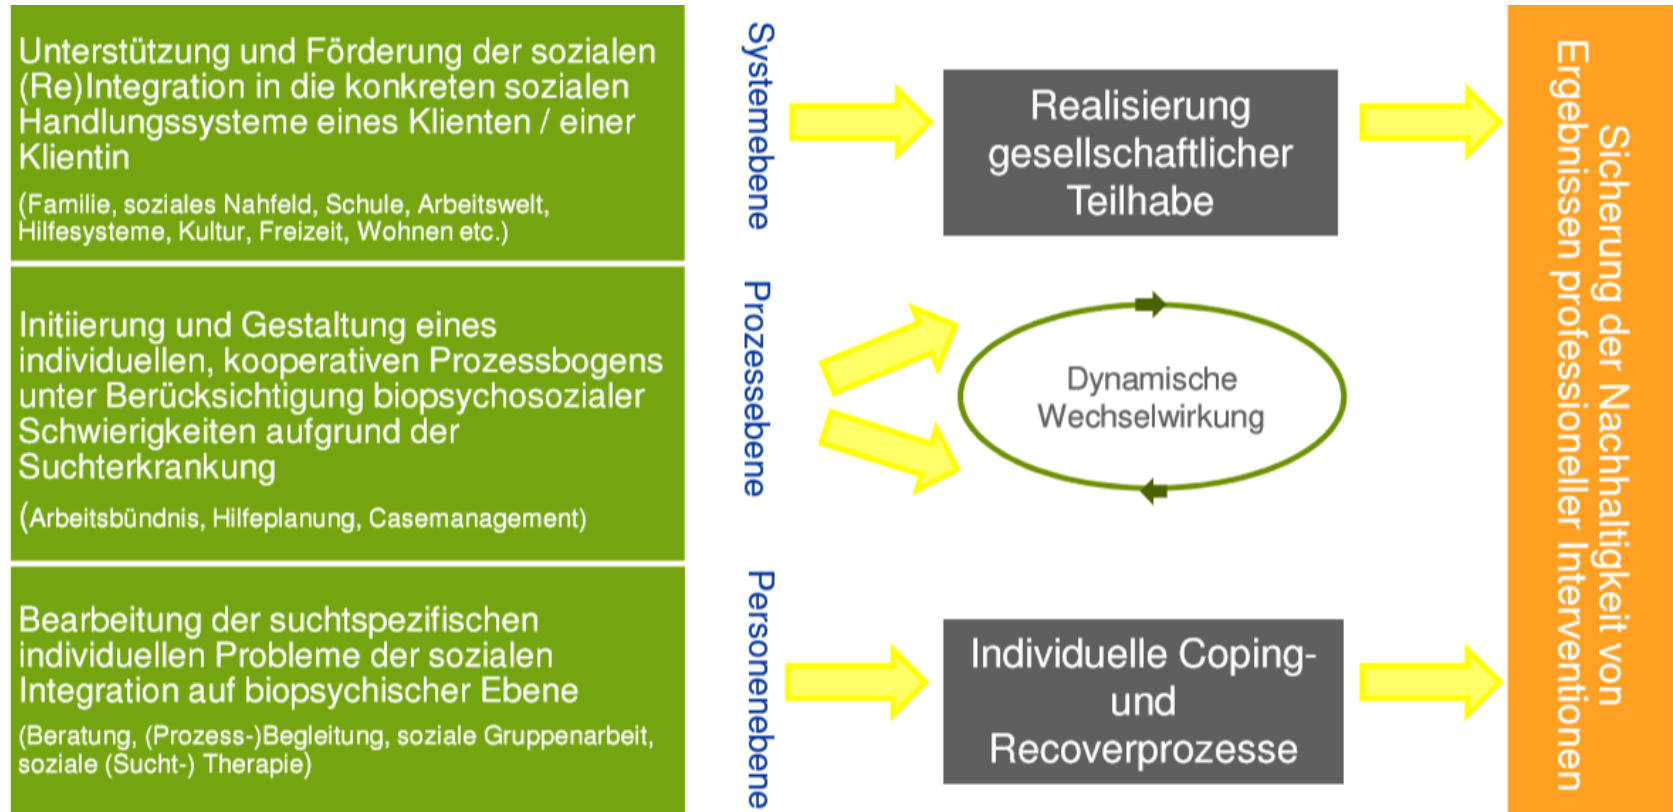 Unterstützung und Förderung der sozialen
(Re)Integration in die konkreten sozialen
Handlungssysteme eines Klienten / einer
Klientin
(Familie, soziales Nahfeld, Schule, Arbeitswelt,
Hilfesysteme, Kultur, Freizeit, Wohnen etc.)
Systemebene
Realisierung
gesellschaftlicher
Teilhabe
Initiierung und Gestaltung eines
individuellen, kooperativen Prozessbogens
unter Berücksichtigung biopsychosozialer
Schwierigkeiten aufgrund der
Suchterkrankung
(Arbeitsbündnis, Hilfeplanung, Casemanagement)
Prozessebene
Dynamische
Wechselwirkung
Bearbeitung der suchtspezifischen
individuellen Probleme der sozialen
Integration auf biopsychischer Ebene
(Beratung, (Prozess-)Begleitung, soziale Gruppenarbeit,
soziale (Sucht-) Therapie)
Personenebene
Individuelle Coping-
und
Recoverprozesse
Sicherung der Nachhaltigkeit von
Ergebnissen professioneller Interventionen